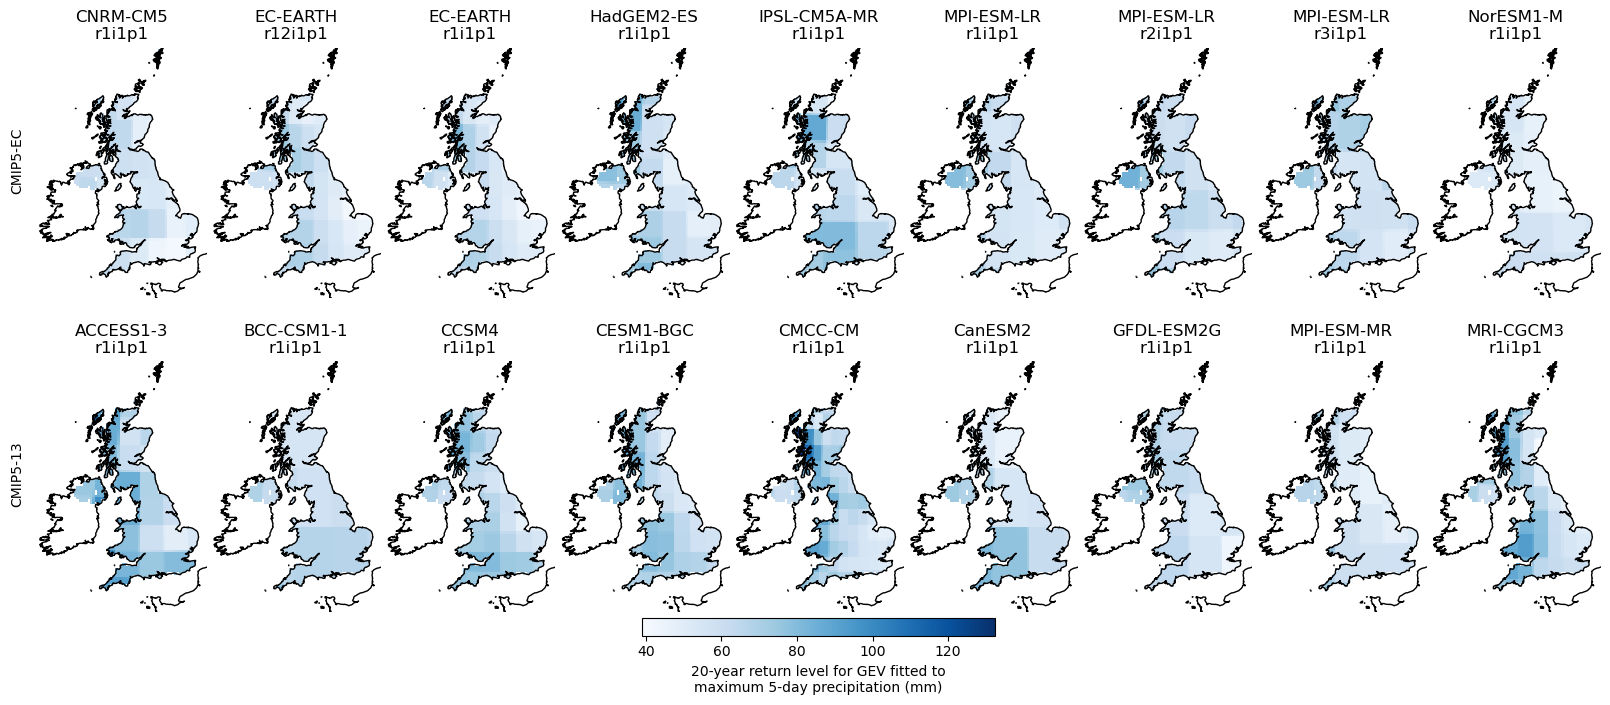 CNRM-CM5
r1i1p1
EC-EARTH
r12i1p1
EC-EARTH
r1i1p1
HadGEM2-ES
r1i1p1
IPSL-CM5A-MR
r1i1p1
MPI-ESM-LR
r1i1p1
MPI-ESM-LR
r2i1p1
MPI-ESM-LR
r3i1p1
NorESM1-M
r1i1p1
CMIP5-EC
ACCESS1-3
r1i1p1
BCC-CSM1-1
r1i1p1
CCSM4
r1i1p1
CESM1-BGC
r1i1p1
CMCC-CM
r1i1p1
CanESM2
r1i1p1
GFDL-ESM2G
r1i1p1
MPI-ESM-MR
r1i1p1
MRI-CGCM3
r1i1p1
CMIP5-13
40 60 80 100 120
20-year return level for GEV fitted to
maximum 5-day precipitation (mm)